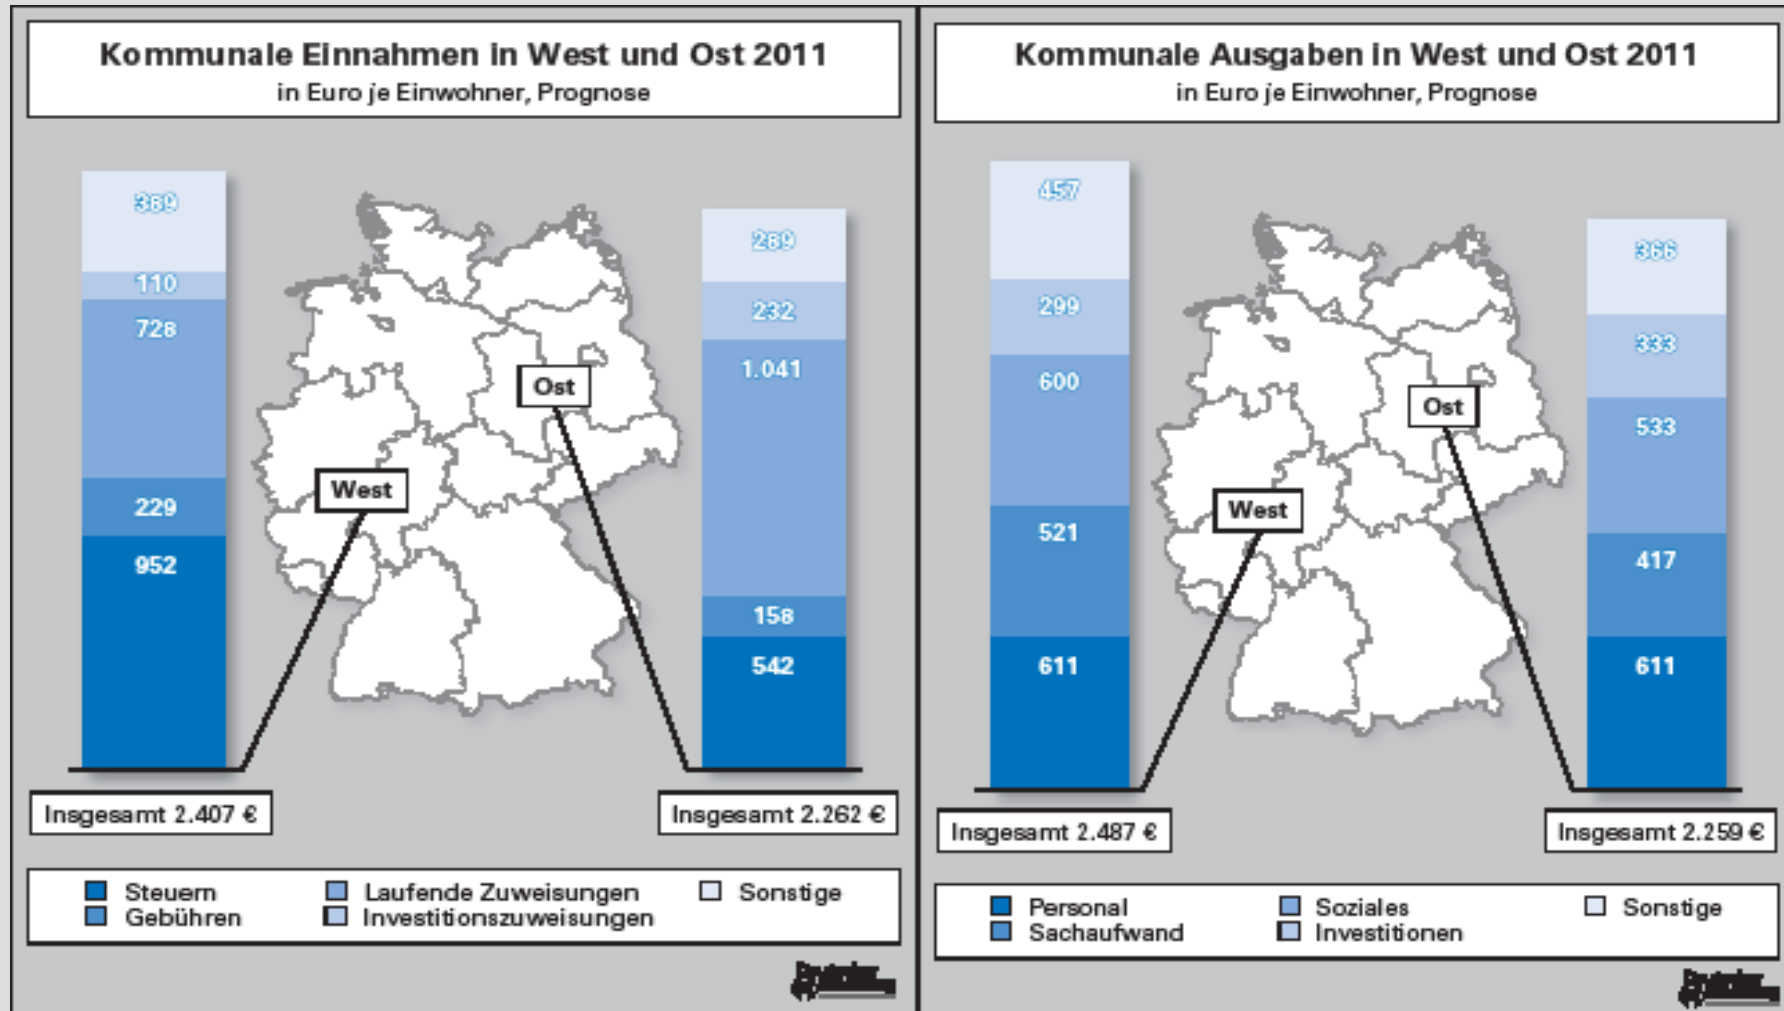 Kommunale Einnahmen in West und Ost 2011
in Euro je Einwohner, Prognose
389
110
728
229
952
289
232
1.041
158
542
Ost
West
Insgesamt 2.407 €
Insgesamt 2.262 €
Steuern
Laufende Zuweisungen
Sonstige
Gebühren
Investitionszuweisungen
Kommunale Ausgaben in West und Ost 2011
in Euro je Einwohner, Prognose
457
299
600
521
611
366
333
533
417
611
Ost
West
Insgesamt 2.487 €
Insgesamt 2.259 €
Personal
Soziales
Sonstige
Sachaufwand
Investitionen